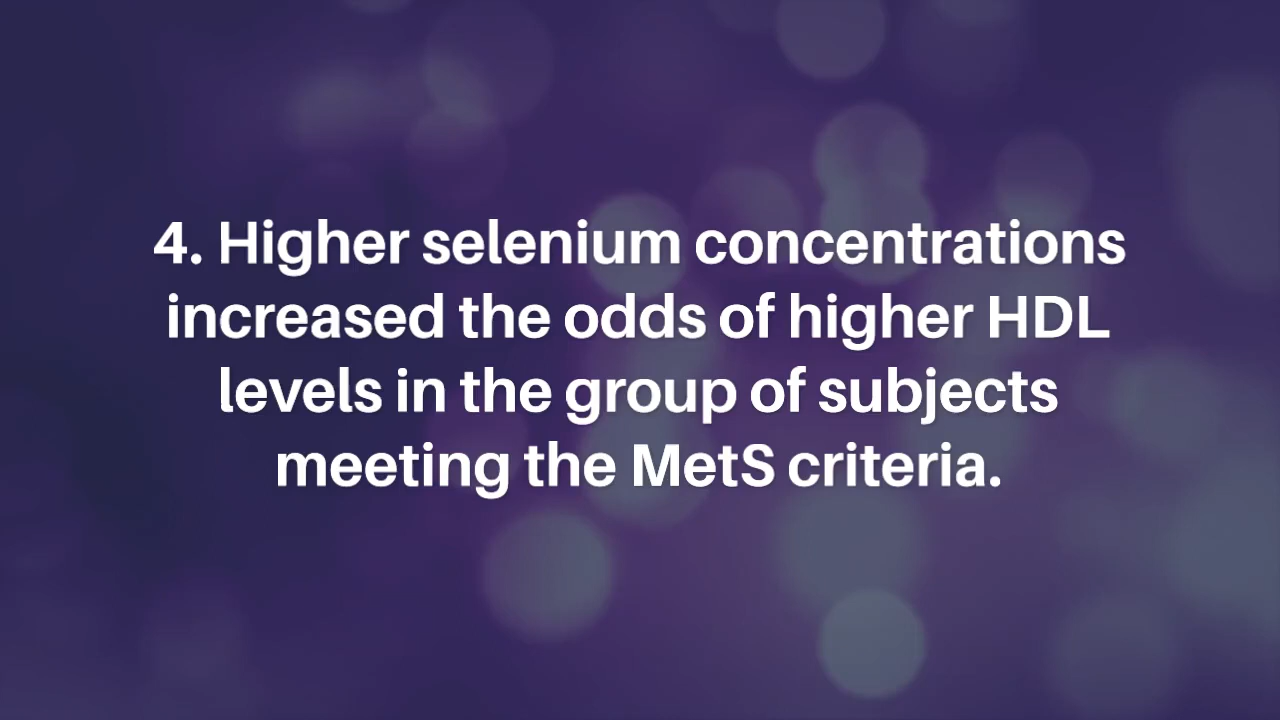 4. Higher selenium concentrations
increased the odds of higher HDL
levels in the group of subjects
meeting the MetS criteria.